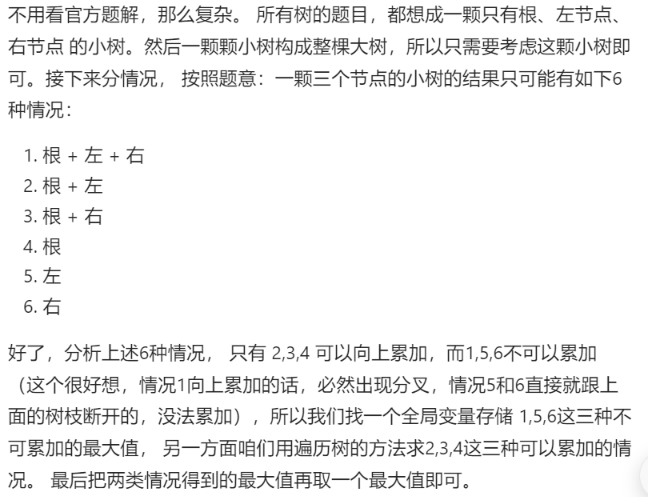 不用看官方题解，那么复杂。 所有树的题目，都想成一颗只有根、左节点、
右节点 的小树。然后一颗颗小树构成整棵大树，所以只需要考虑这颗小树即
可。接下来分情况， 按照题意：一颗三个节点的小树的结果只可能有如下6
种情况：
1. 根 + 左 + 右
2. 根 + 左
3. 根 + 右
4. 根
5. 左
6. 右
好了，分析上述6种情况， 只有 2,3,4 可以向上累加，而1,5,6不可以累加
（这个很好想，情况1向上累加的话，必然出现分叉，情况5和6直接就跟上
面的树枝断开的，没法累加），所以我们找一个全局变量存储 1,5,6这三种不
可累加的最大值， 另一方面咱们用遍历树的方法求2,3,4这三种可以累加的情
况。 最后把两类情况得到的最大值再取一个最大值即可。